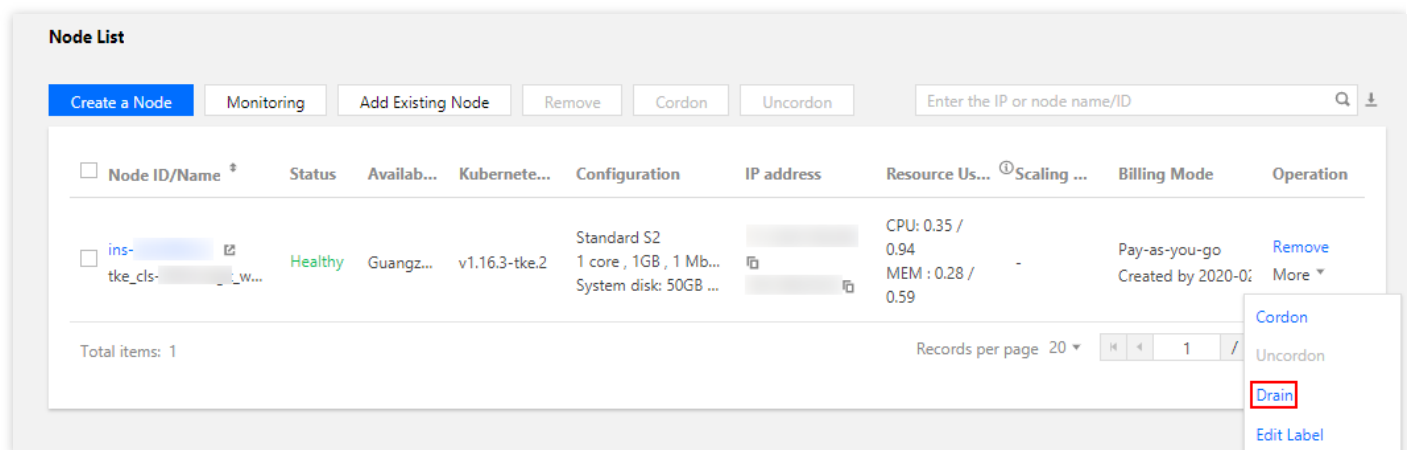 Node List
Create a Node Monitoring Add Existing Node Remove Cordon Uncordon Enter the IP or node name/ID
Node ID/Name Status Availab... Kubernete... Configuration IP address Resource Us... Scaling ... Billing Mode Operation
ins-
tke_cls- _w...
Healthy
Guangz...
v1.16.3-tke.2
Standard S2
1 core , 1GB , 1 Mb...
System disk: 50GB ...
CPU: 0.35 /
0.94
MEM : 0.28 /
0.59
-
Pay-as-you-go
Created by 2020-02
Remove
More
Total items: 1
Records per page 20 1 /
Cordon
Uncordon
Drain
Edit Label